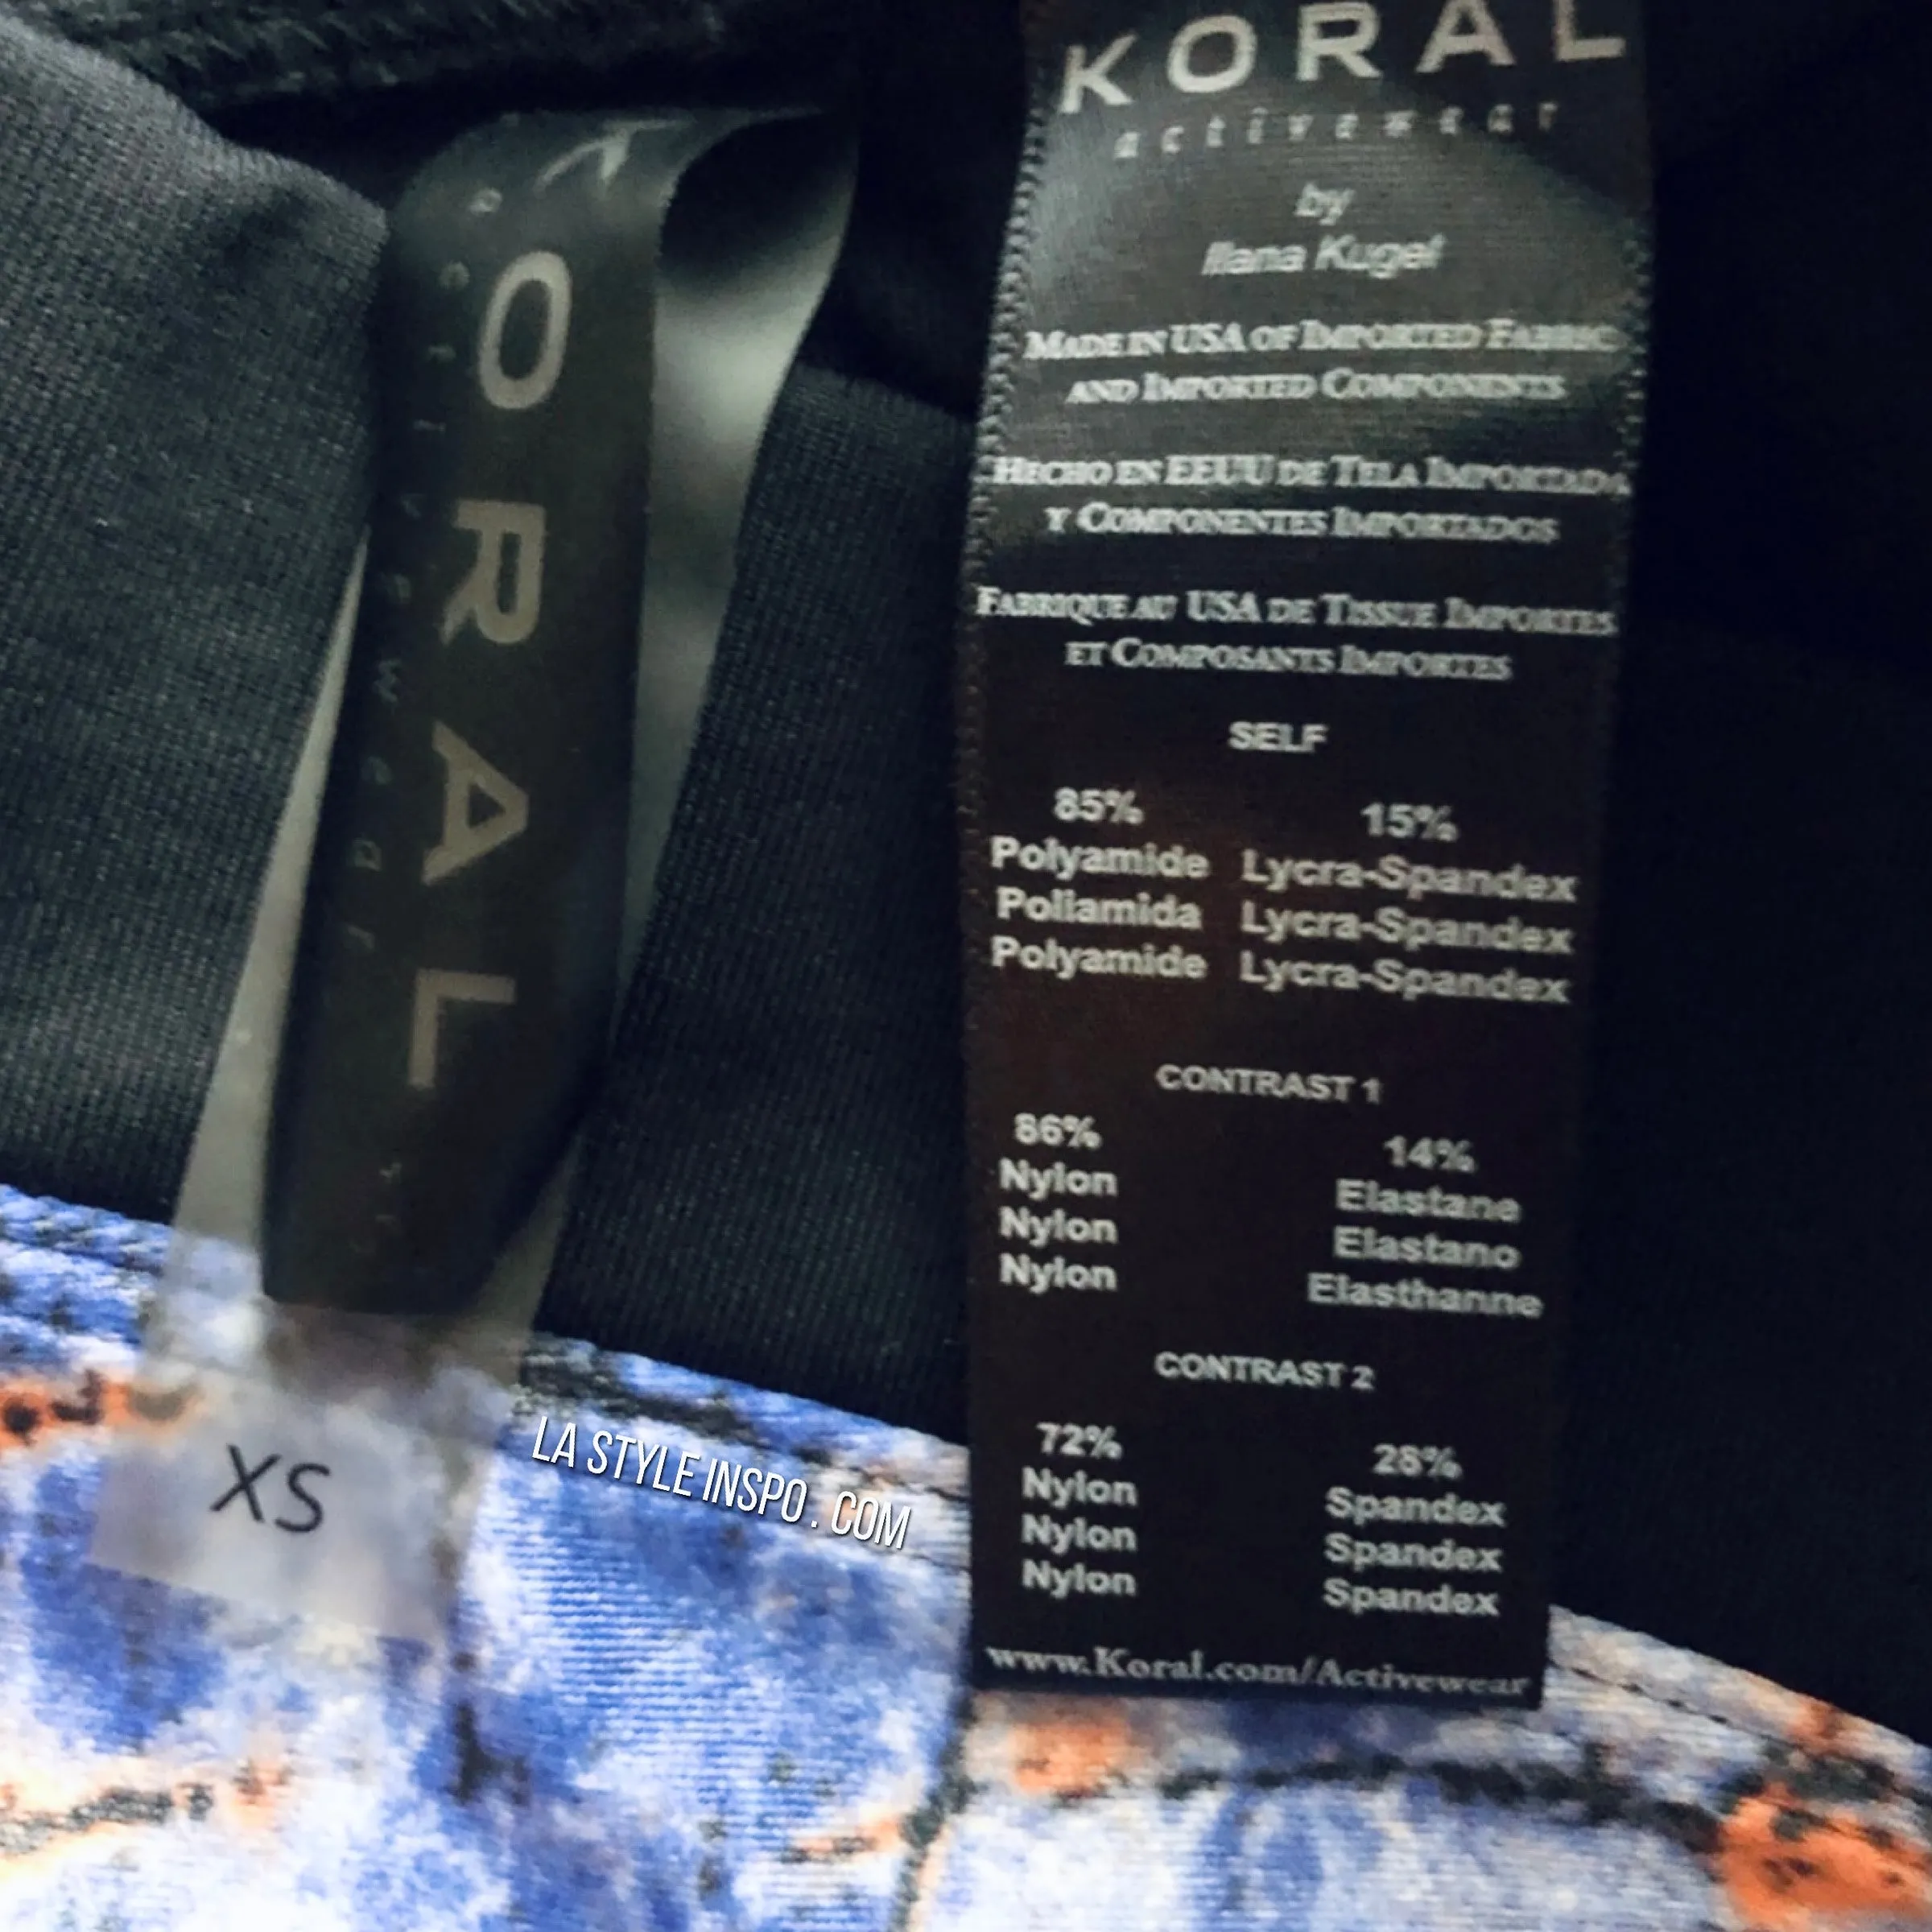 KORAL
activewear
by
Ilana Kugel
MADE IN USA OF IMPORTED FABRIC
AND IMPORTED COMPONENTS
HECHO EN EEUU DE TELA IMPORTADA
Y COMPONENTES IMPORTADOS
FABRIQUE AU USA DE TISSUE IMPORTES
ET COMPOSANTS IMPORTES
SELF
85% 15%
Polyamide Lycra-Spandex
Poliamida Lycra-Spandex
Polyamide Lycra-Spandex
CONTRAST 1
86% 14%
Nylon Elastane
Nylon Elastano
Nylon Elasthanne
CONTRAST 2
72% 28%
Nylon Spandex
Nylon Spandex
Nylon Spandex
www.Koral.com/Activewear
KORAL
activewear
XS
LA STYLE INSPO . COM